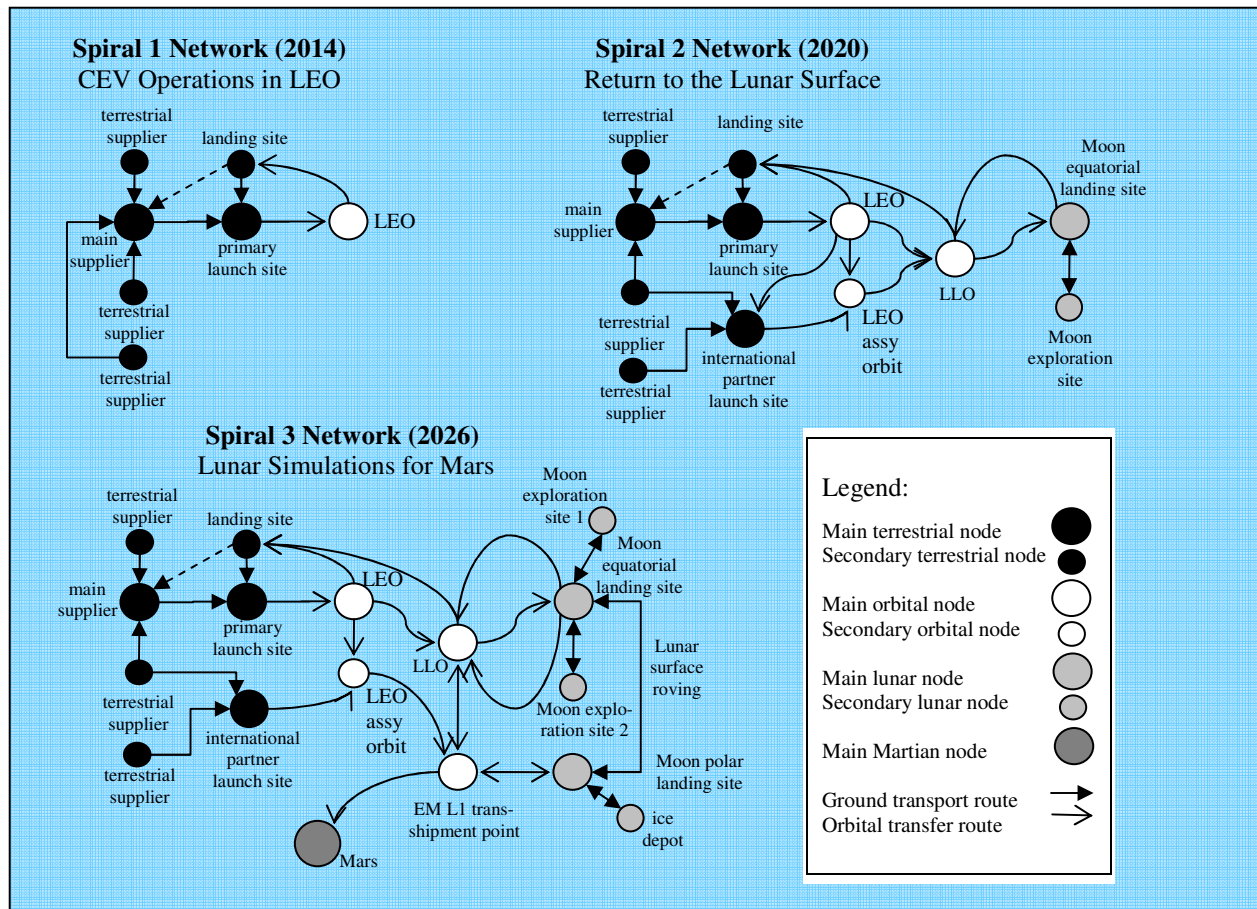 Spiral 1 Network (2014)
CEV Operations in LEO
terrestrial
supplier
landing site
LEO
main
supplier
primary
launch site
terrestrial
supplier
terrestrial
supplier
Spiral 2 Network (2020)
Return to the Lunar Surface
terrestrial
supplier
landing site
Moon
equatorial
landing site
LEO
main
supplier
primary
launch site
LLO
terrestrial
supplier
LEO
assy
orbit
international
partner
launch site
Moon
exploration
site
terrestrial
supplier
Spiral 3 Network (2026)
Lunar Simulations for Mars
terrestrial
supplier
landing site
Moon
exploration
site 1
Moon
equatorial
landing site
LEO
main
supplier
primary
launch site
LLO
Lunar
surface
roving
terrestrial
supplier
LEO
assy
orbit
Moon explo-
ration site 2
international
partner
launch site
terrestrial
supplier
Moon polar
landing site
EM L1 trans-
shipment point
ice
depot
Mars
Legend:
Main terrestrial node
Secondary terrestrial node
Main orbital node
Secondary orbital node
Main lunar node
Secondary lunar node
Main Martian node
Ground transport route
Orbital transfer route